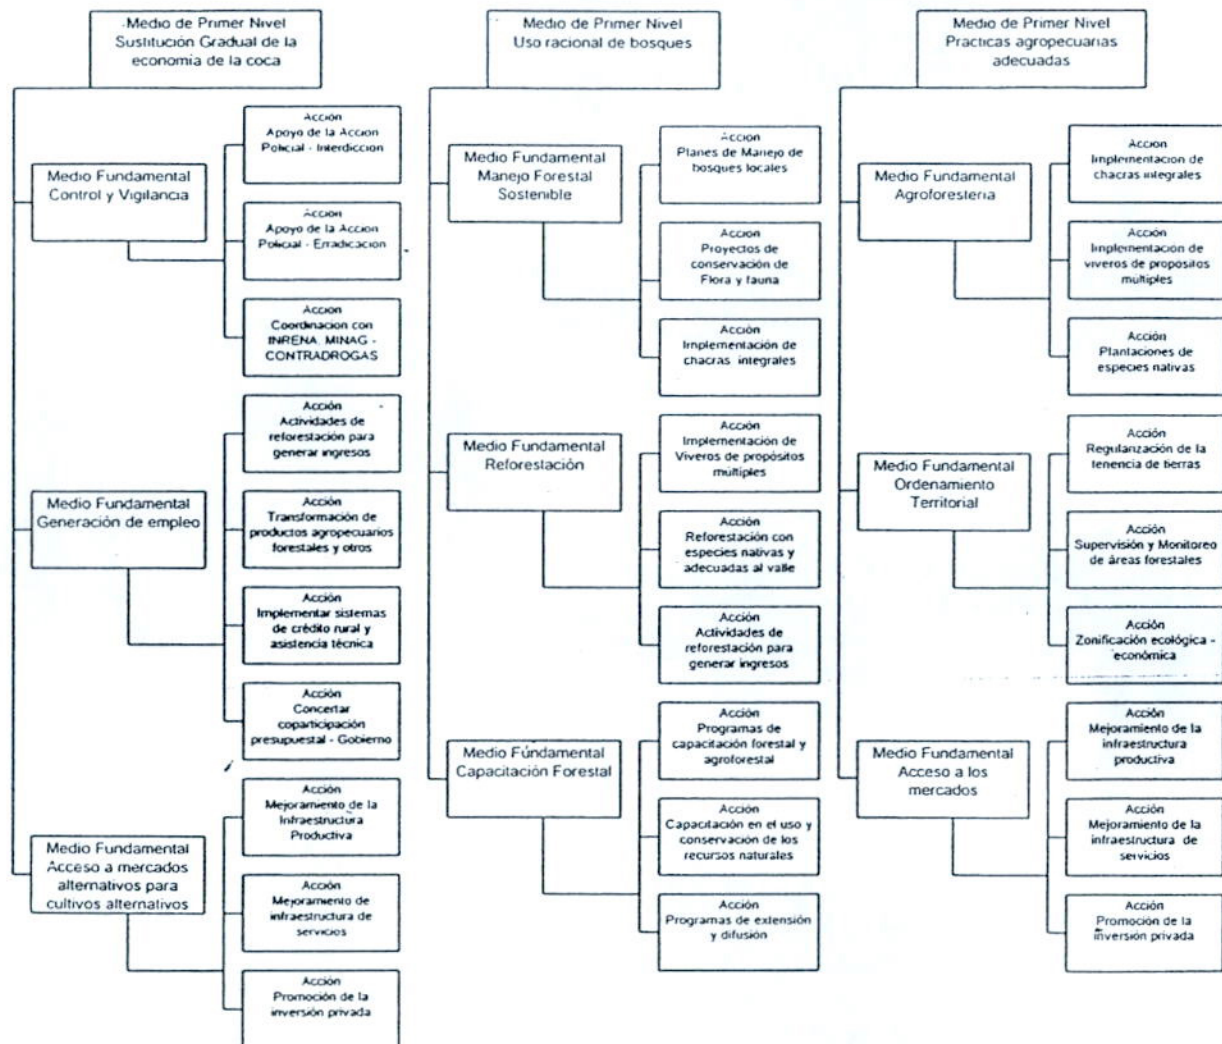 Medio de Primer Nivel
Sustitución Gradual de la
economia de la coca
Medio Fundamental
Control y Vigilancia
Acción
Apoyo de la Accion
Policial - Interdiccion
Acción
Apoyo de la Accion
Policial - Erradicacion
Acción
Coordinacion con
INRENA, MINAG -
CONTRADROGAS
Medio Fundamental
Generación de empleo
Acción
Actividades de
reforestación para
generar ingresos
Acción
Transformación de
productos agropecuarios
forestales y otros
Acción
Implementar sistemas
de crédito rural y
asistencia técnica
Acción
Concertar
coparticipación
presupuestal - Gobierno
Medio Fundamental
Acceso a mercados
alternativos para
cultivos alternativos
Acción
Mejoramiento de la
Infraestructura
Productiva
Acción
Mejoramiento de
infraestructura de
servicios
Acción
Promoción de la
inversión privada
Medio de Primer Nivel
Uso racional de bosques
Medio Fundamental
Manejo Forestal
Sostenible
Acción
Planes de Manejo de
bosques locales
Acción
Proyectos de
conservación de
Flora y fauna
Acción
Implementación de
chacras integrales
Medio Fundamental
Reforestación
Acción
Implementación de
Viveros de propósitos
múltiples
Acción
Reforestación con
especies nativas y
adecuadas al valle
Acción
Actividades de
reforestación para
generar ingresos
Medio Fúndamental
Capacitación Forestal
Acción
Programas de
capacitación forestal y
agroforestal
Acción
Capacitación en el uso y
conservación de los
recursos naturales
Acción
Programas de extensión
y difusión
Medio de Primer Nivel
Practicas agropecuarias
adecuadas
Medio Fundamental
Agroforesteria
Acción
Implementacion de
chacras integrales
Acción
Implementación de
viveros de propósitos
múltiples
Acción
Plantaciones de
especies nativas
Medio Fundamental
Ordenamiento
Territorial
Acción
Regularización de la
tenencia de tierras
Acción
Supervisión y Monitoreo
de áreas forestales
Acción
Zonificación ecológica -
económica
Medio Fundamental
Acceso a los
mercados
Acción
Mejoramiento de la
infraestructura
productiva
Acción
Mejoramiento de la
infraestructura de
servicios
Acción
Promoción de la
inversión privada